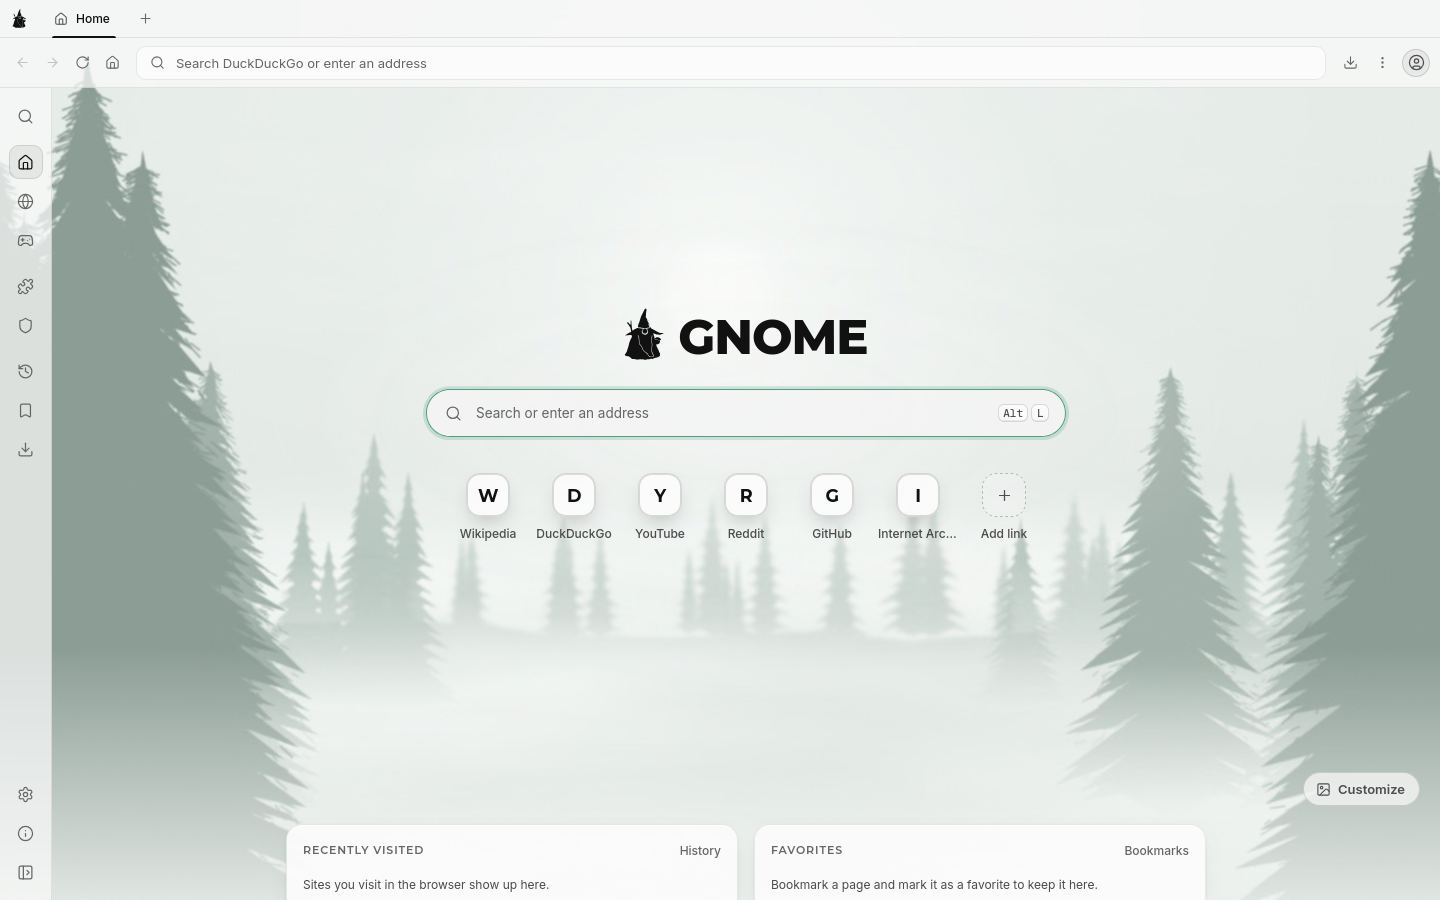 Home
Search DuckDuckGo or enter an address
GNOME
Search or enter an address
Alt L
W D Y R G I
Wikipedia DuckDuckGo YouTube Reddit GitHub Internet Arc... Add link
Customize
RECENTLY VISITED History
Sites you visit in the browser show up here.
FAVORITES Bookmarks
Bookmark a page and mark it as a favorite to keep it here.